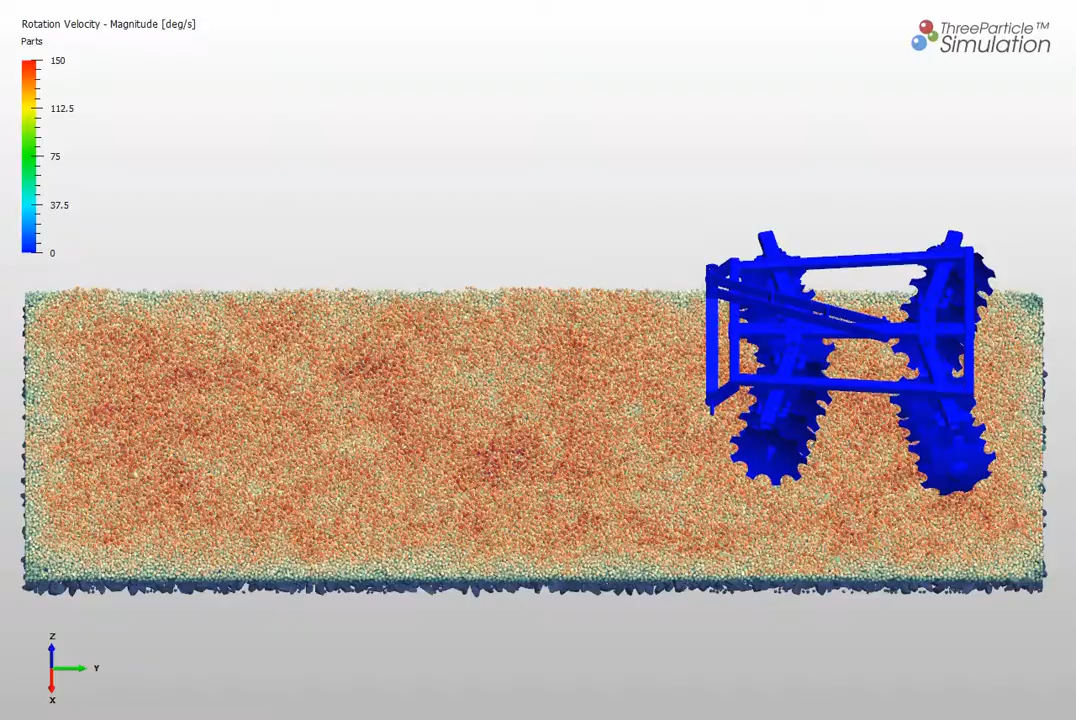 Rotation Velocity - Magnitude [deg/s]
Parts
150
112.5
75
37.5
0
ThreeParticle™
Simulation
Z
Y
X